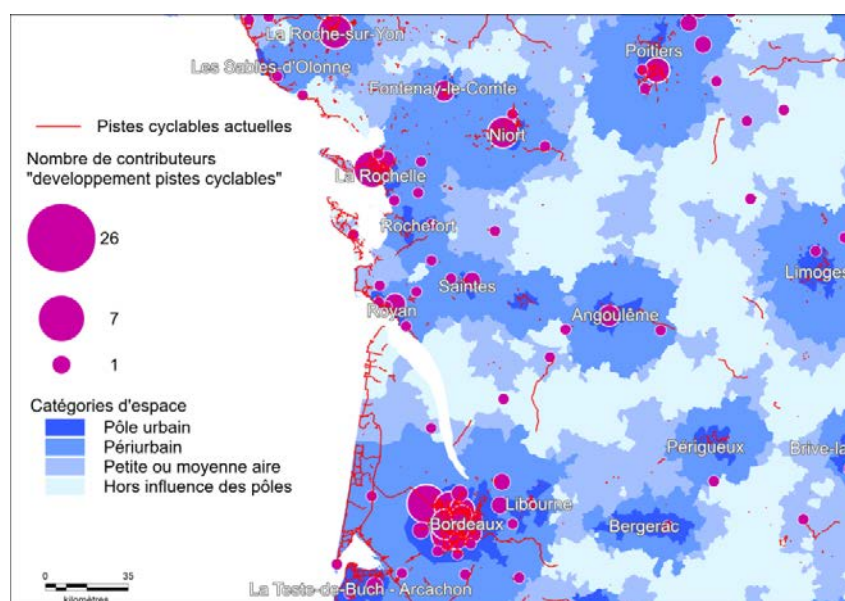 La Roche-sur-Yon
Les Sables-d'Olonne
Poitiers
Fontenay-le-Comte
Pistes cyclables actuelles
Niort
Nombre de contributeurs
"developpement pistes cyclables"
La Rochelle
26
Rochefort
Limoges
Saintes
7
Royan
Angoulême
1
Catégories d'espace
Pôle urbain
Périurbain
Petite ou moyenne aire
Hors influence des pôles
Périgueux
Brive-la
Libourne
Bordeaux
Bergerac
0 35
kilomètres
La Teste-de-Buch - Arcachon